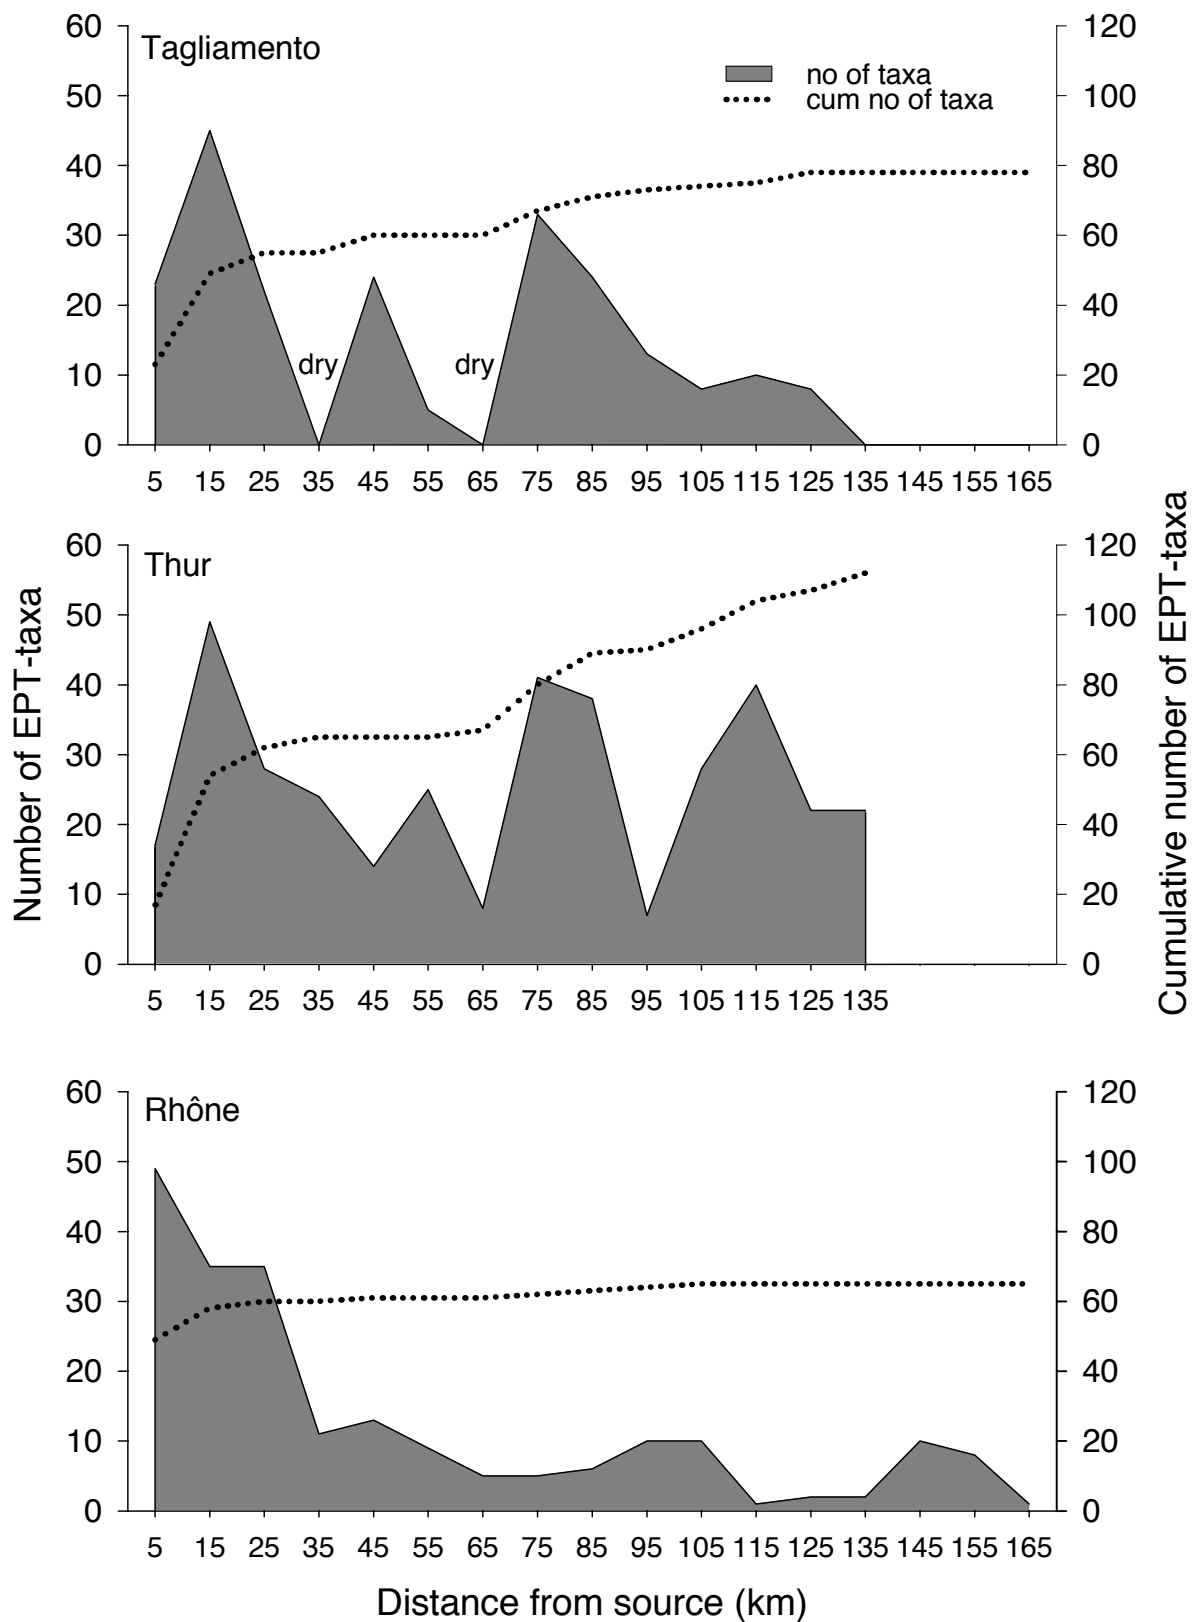 60 120
Tagliamento
no of taxa
50 100
cum no of taxa
40 80
30 60
20 40
dry dry
10 20
0 0
5 15 25 35 45 55 65 75 85 95 105 115 125 135 145 155 165
60 120
Thur
50 100
40 80
30 60
20 40
10 20
0 0
5 15 25 35 45 55 65 75 85 95 105 115 125 135
Number of EPT-taxa
Cumulative number of EPT-taxa
60 120
Rhône
50 100
40 80
30 60
20 40
10 20
0 0
5 15 25 35 45 55 65 75 85 95 105 115 125 135 145 155 165
Distance from source (km)